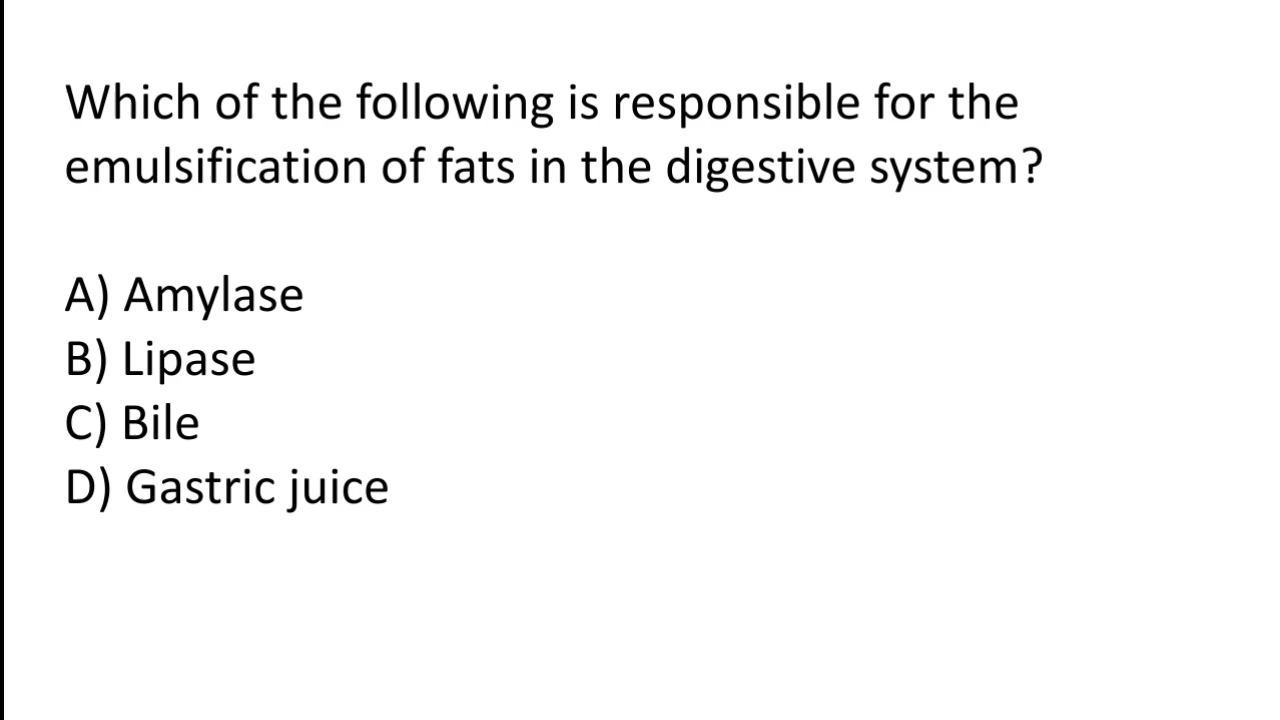 Which of the following is responsible for the
emulsification of fats in the digestive system?
A) Amylase
B) Lipase
C) Bile
D) Gastric juice